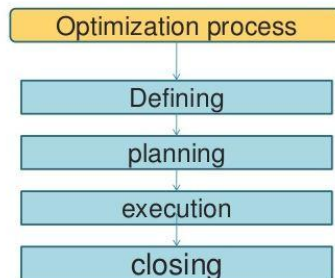 Optimization process
Defining
planning
execution
closing